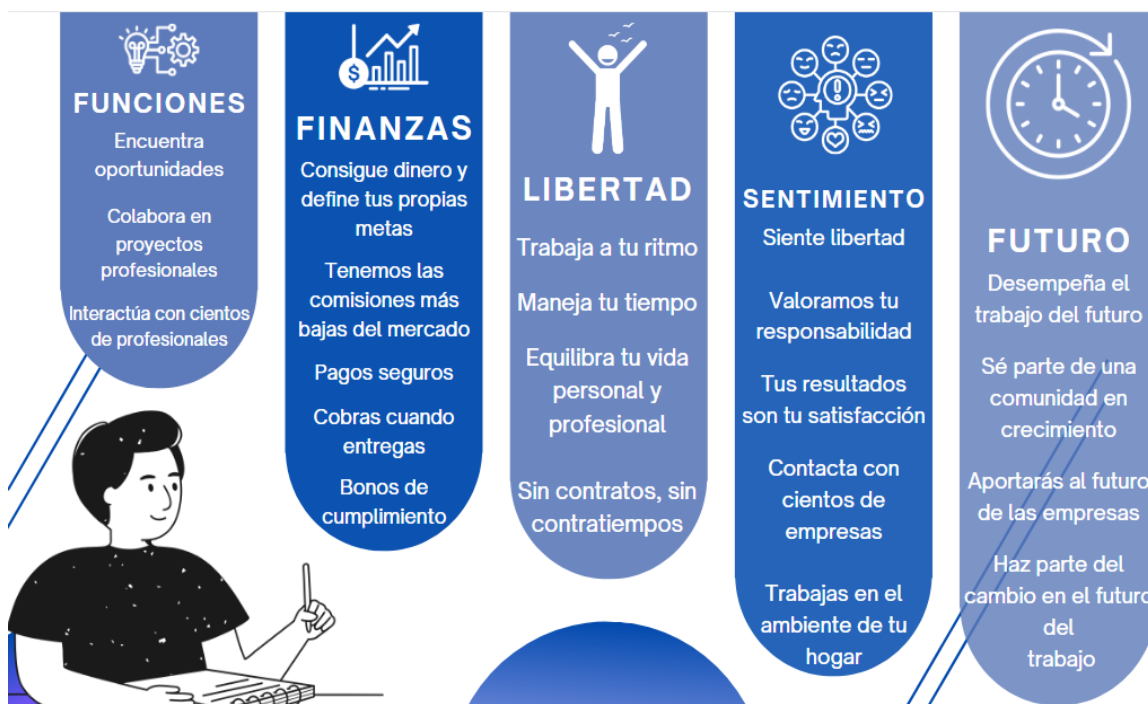 FUNCIONES
Encuentra
oportunidades
Colabora en
proyectos
profesionales
Interactúa con cientos
de profesionales
FINANZAS
Consigue dinero y
define tus propias
metas
Tenemos las
comisiones más
bajas del mercado
Pagos seguros
Cobras cuando
entregas
Bonos de
cumplimiento
LIBERTAD
Trabaja a tu ritmo
Maneja tu tiempo
Equilibra tu vida
personal y
profesional
Sin contratos, sin
contratiempos
SENTIMIENTO
Siente libertad
Valoramos tu
responsabilidad
Tus resultados
son tu satisfacción
Contacta con
cientos de
empresas
Trabajas en el
ambiente de tu
hogar
FUTURO
Desempeña el
trabajo del futuro
Sé parte de una
comunidad en
crecimiento
Aportarás al futuro
de las empresas
Haz parte del
cambio en el futuro
del
trabajo